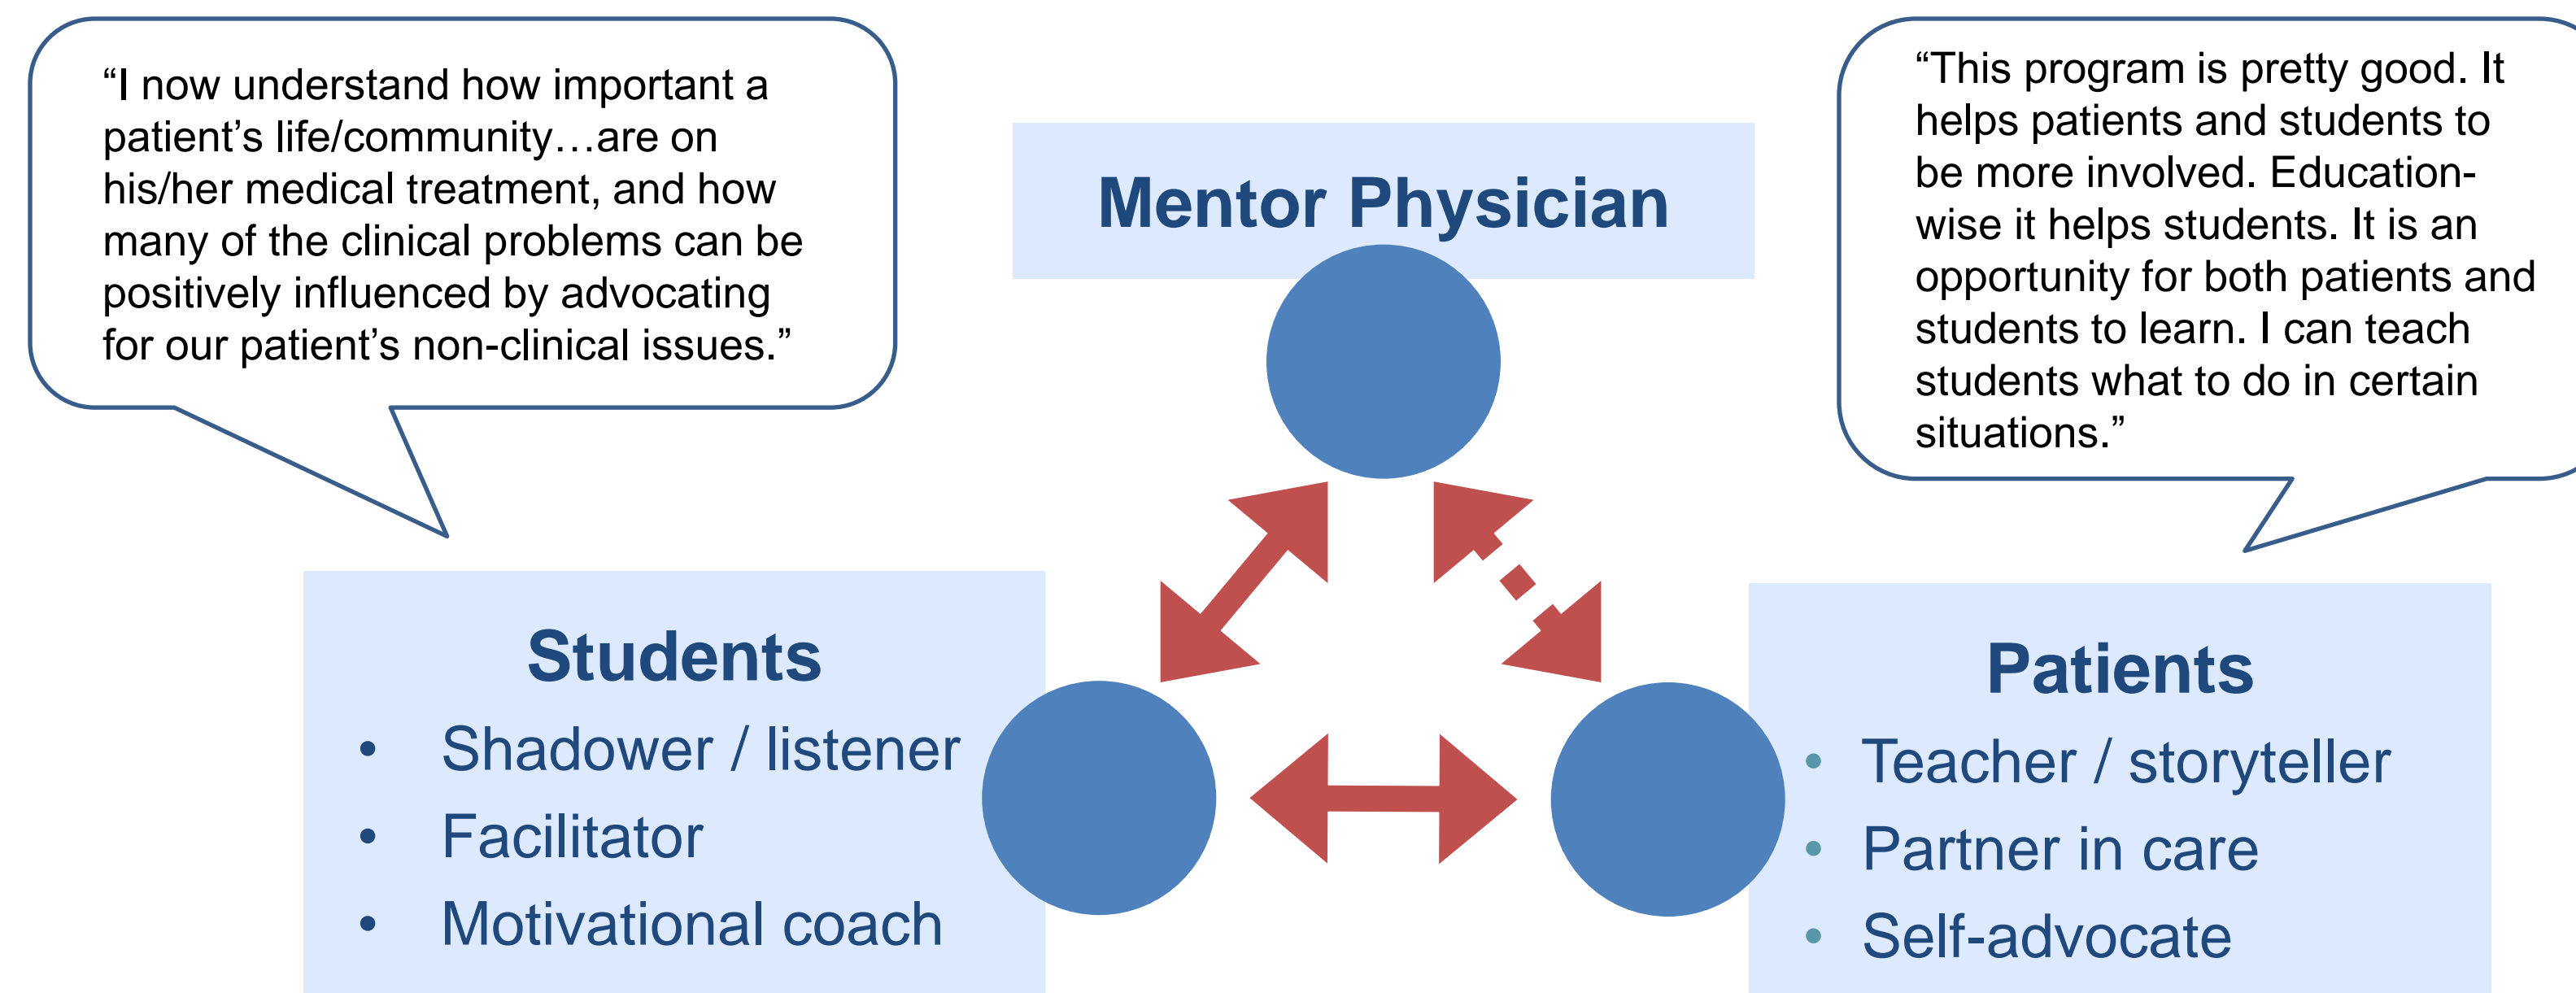 “I now understand how important a
patient’s life/community…are on
his/her medical treatment, and how
many of the clinical problems can be
positively influenced by advocating
for our patient’s non-clinical issues.”
Mentor Physician
“This program is pretty good. It
helps patients and students to
be more involved. Education-
wise it helps students. It is an
opportunity for both patients and
students to learn. I can teach
students what to do in certain
situations.”
Students
• Shadower / listener
• Facilitator
• Motivational coach
Patients
• Teacher / storyteller
• Partner in care
• Self-advocate